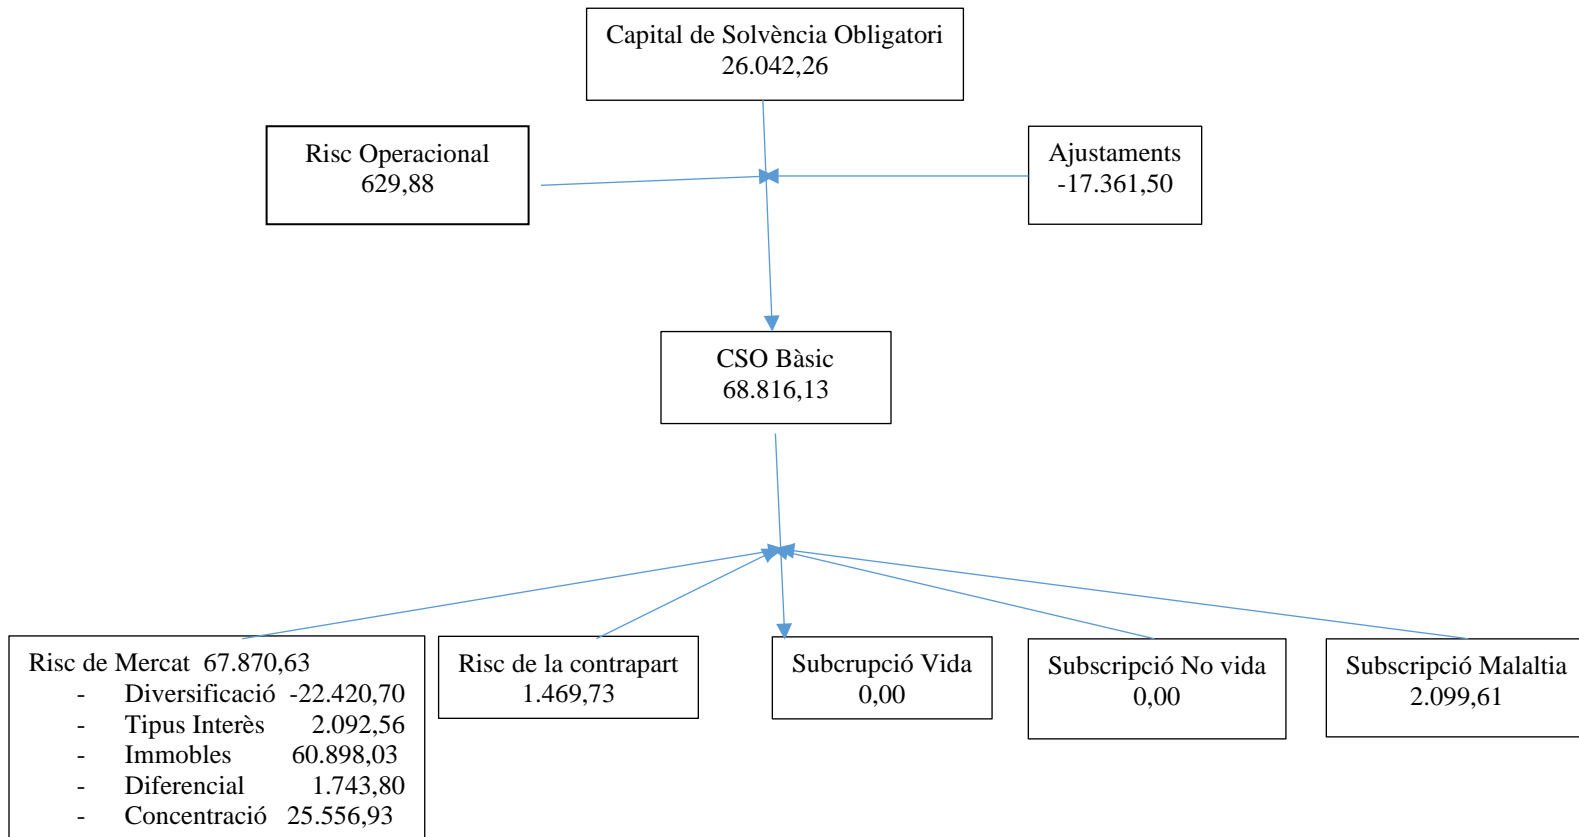 Capital de Solvència Obligatori
26.042,26
Risc Operacional
629,88
Ajustaments
-17.361,50
CSO Bàsic
68.816,13
Risc de Mercat 67.870,63
- Diversificació -22.420,70
- Tipus Interès 2.092,56
- Immobles 60.898,03
- Diferencial 1.743,80
- Concentració 25.556,93
Risc de la contrapart
1.469,73
Subcrupció Vida
0,00
Subscripció No vida
0,00
Subscripció Malaltia
2.099,61